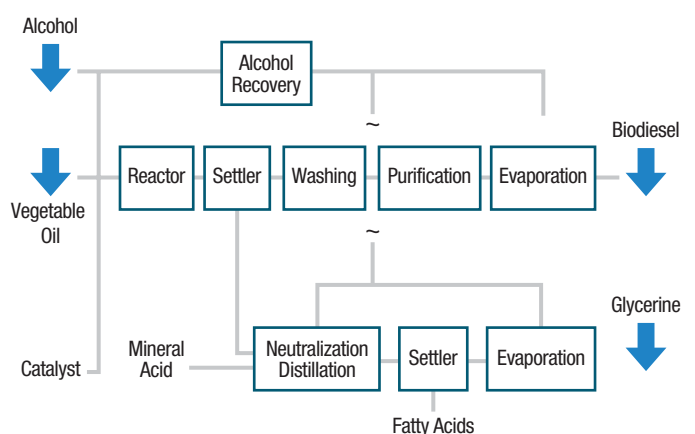 Alcohol
Alcohol
Recovery
~
Biodiesel
Reactor
Settler
Washing
Purification
Evaporation
Vegetable
Oil
~
Glycerine
Mineral
Acid
Neutralization
Distillation
Settler
Evaporation
Catalyst
Fatty Acids